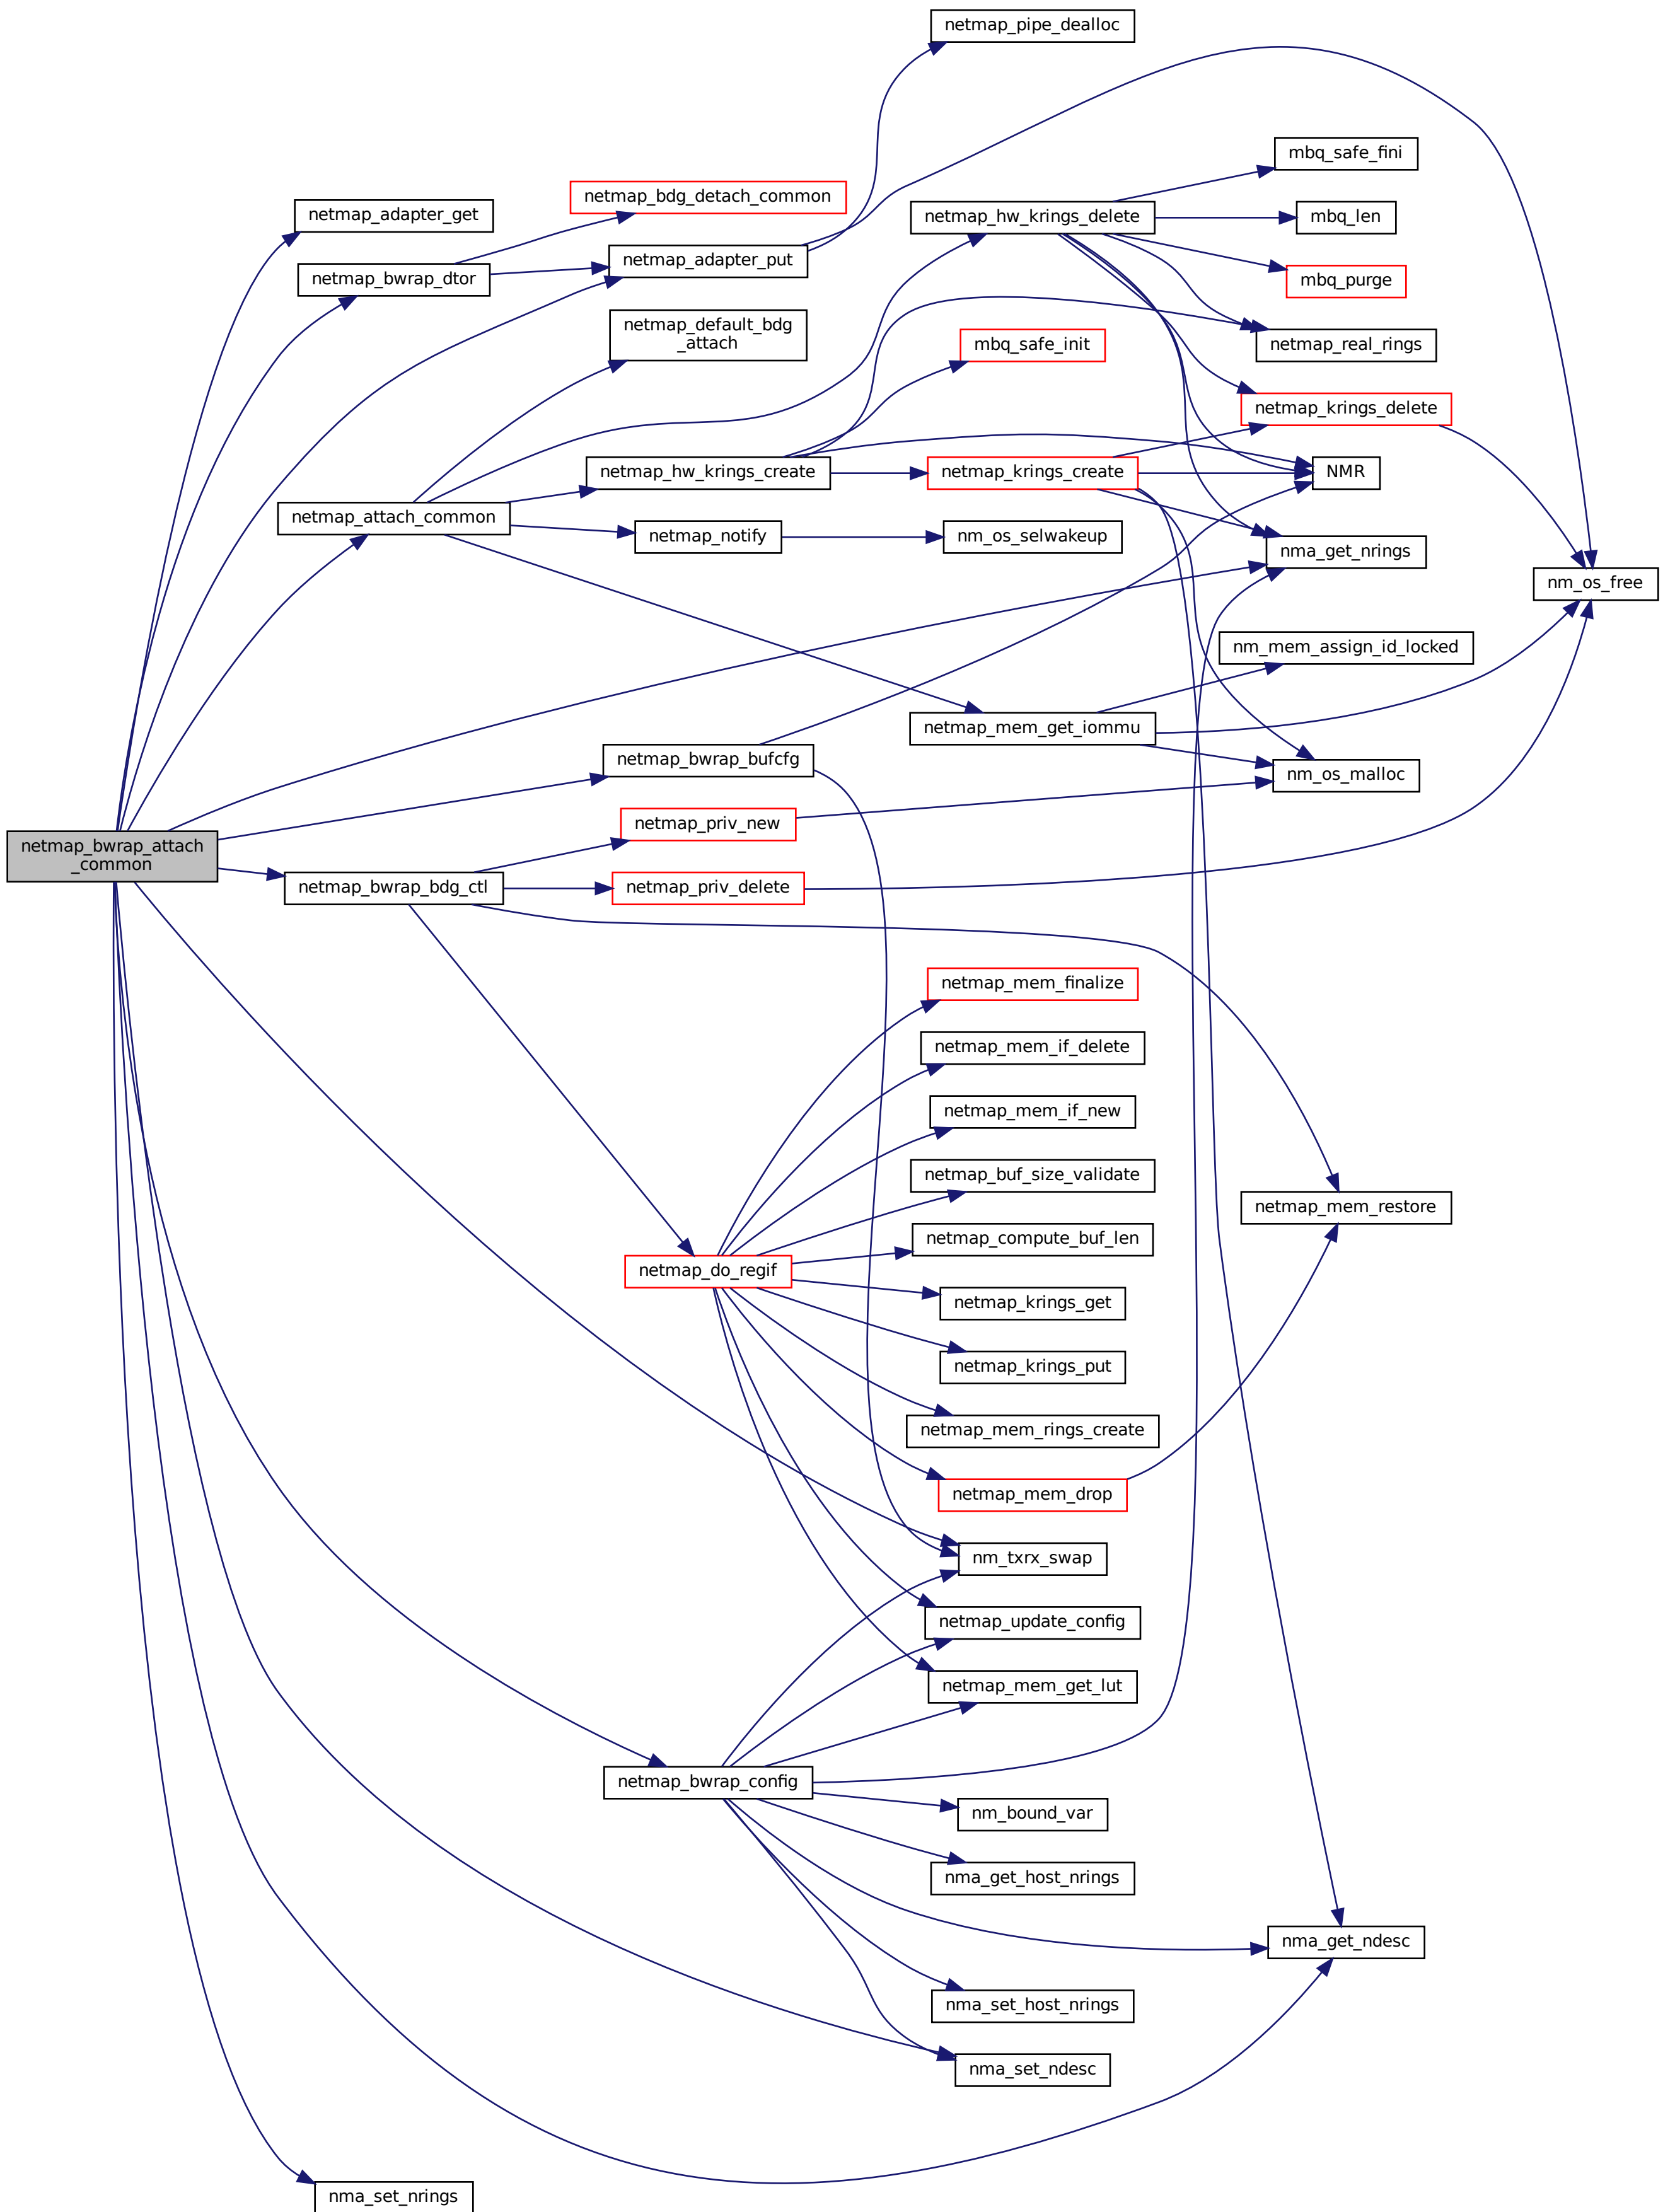 netmap_pipe_dealloc
mbq_safe_fini
netmap_bdg_detach_common
netmap_adapter_get
netmap_hw_krings_delete
mbq_len
netmap_bwrap_dtor
netmap_adapter_put
mbq_purge
netmap_default_bdg
_attach
mbq_safe_init
netmap_real_rings
netmap_krings_delete
netmap_hw_krings_create
netmap_krings_create
NMR
netmap_attach_common
netmap_notify
nm_os_selwakeup
nma_get_nrings
nm_os_free
nm_mem_assign_id_locked
netmap_mem_get_iommu
netmap_bwrap_bufcfg
nm_os_malloc
netmap_priv_new
netmap_bwrap_attach
_common
netmap_bwrap_bdg_ctl
netmap_priv_delete
netmap_mem_finalize
netmap_mem_if_delete
netmap_mem_if_new
netmap_buf_size_validate
netmap_mem_restore
netmap_compute_buf_len
netmap_do_regif
netmap_krings_get
netmap_krings_put
netmap_mem_rings_create
netmap_mem_drop
nm_txrx_swap
netmap_update_config
netmap_mem_get_lut
netmap_bwrap_config
nm_bound_var
nma_get_host_nrings
nma_get_ndesc
nma_set_host_nrings
nma_set_ndesc
nma_set_nrings